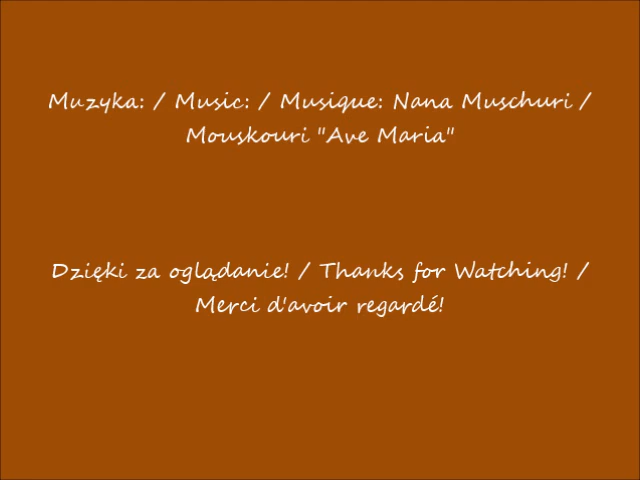 Muzyka: / Music: / Musique: Nana Muschuri /
Mouskouri "Ave Maria"
Dzięki za oglądanie! / Thanks for Watching! /
Merci d'avoir regardé!